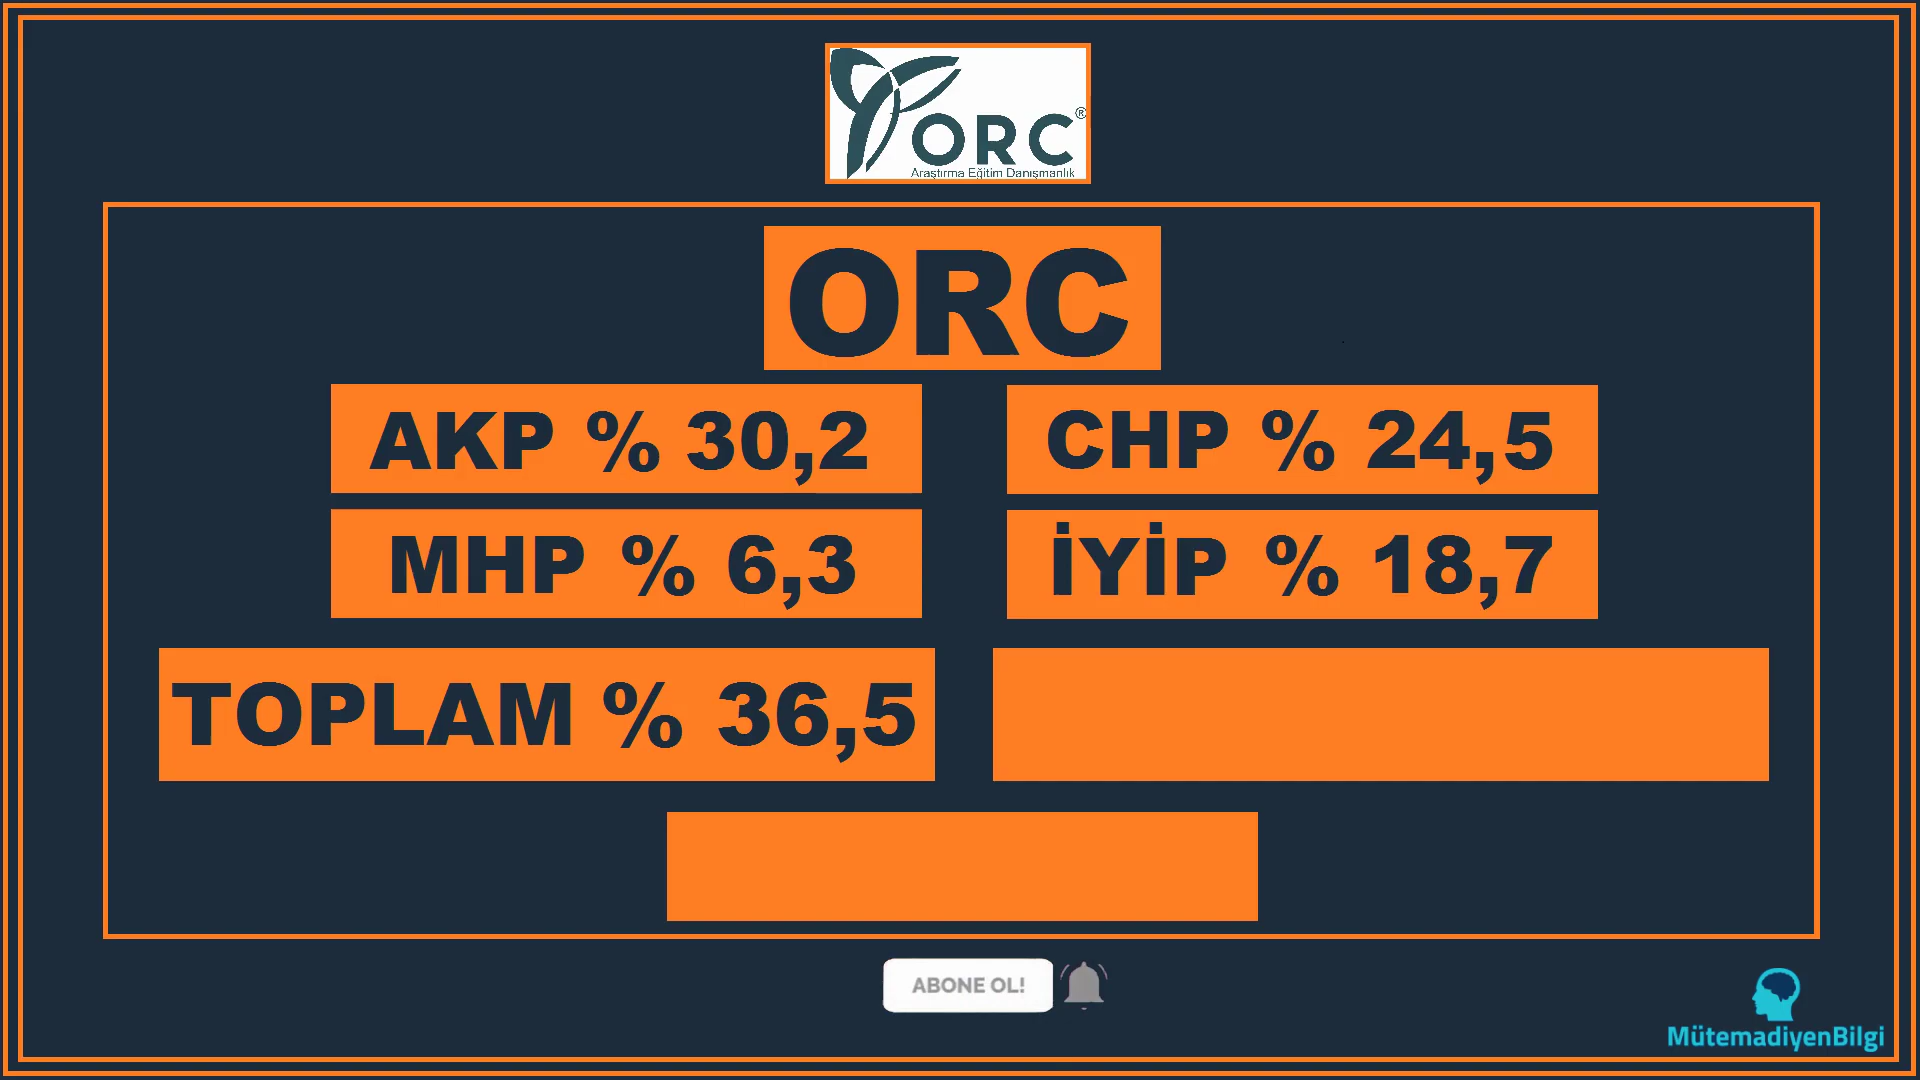 ORC®
Araştırma Eğitim Danışmanlık
ORC
AKP % 30,2
CHP % 24,5
MHP % 6,3
İYİP % 18,7
TOPLAM % 36,5
ABONE OL!
MütemadiyenBilgi